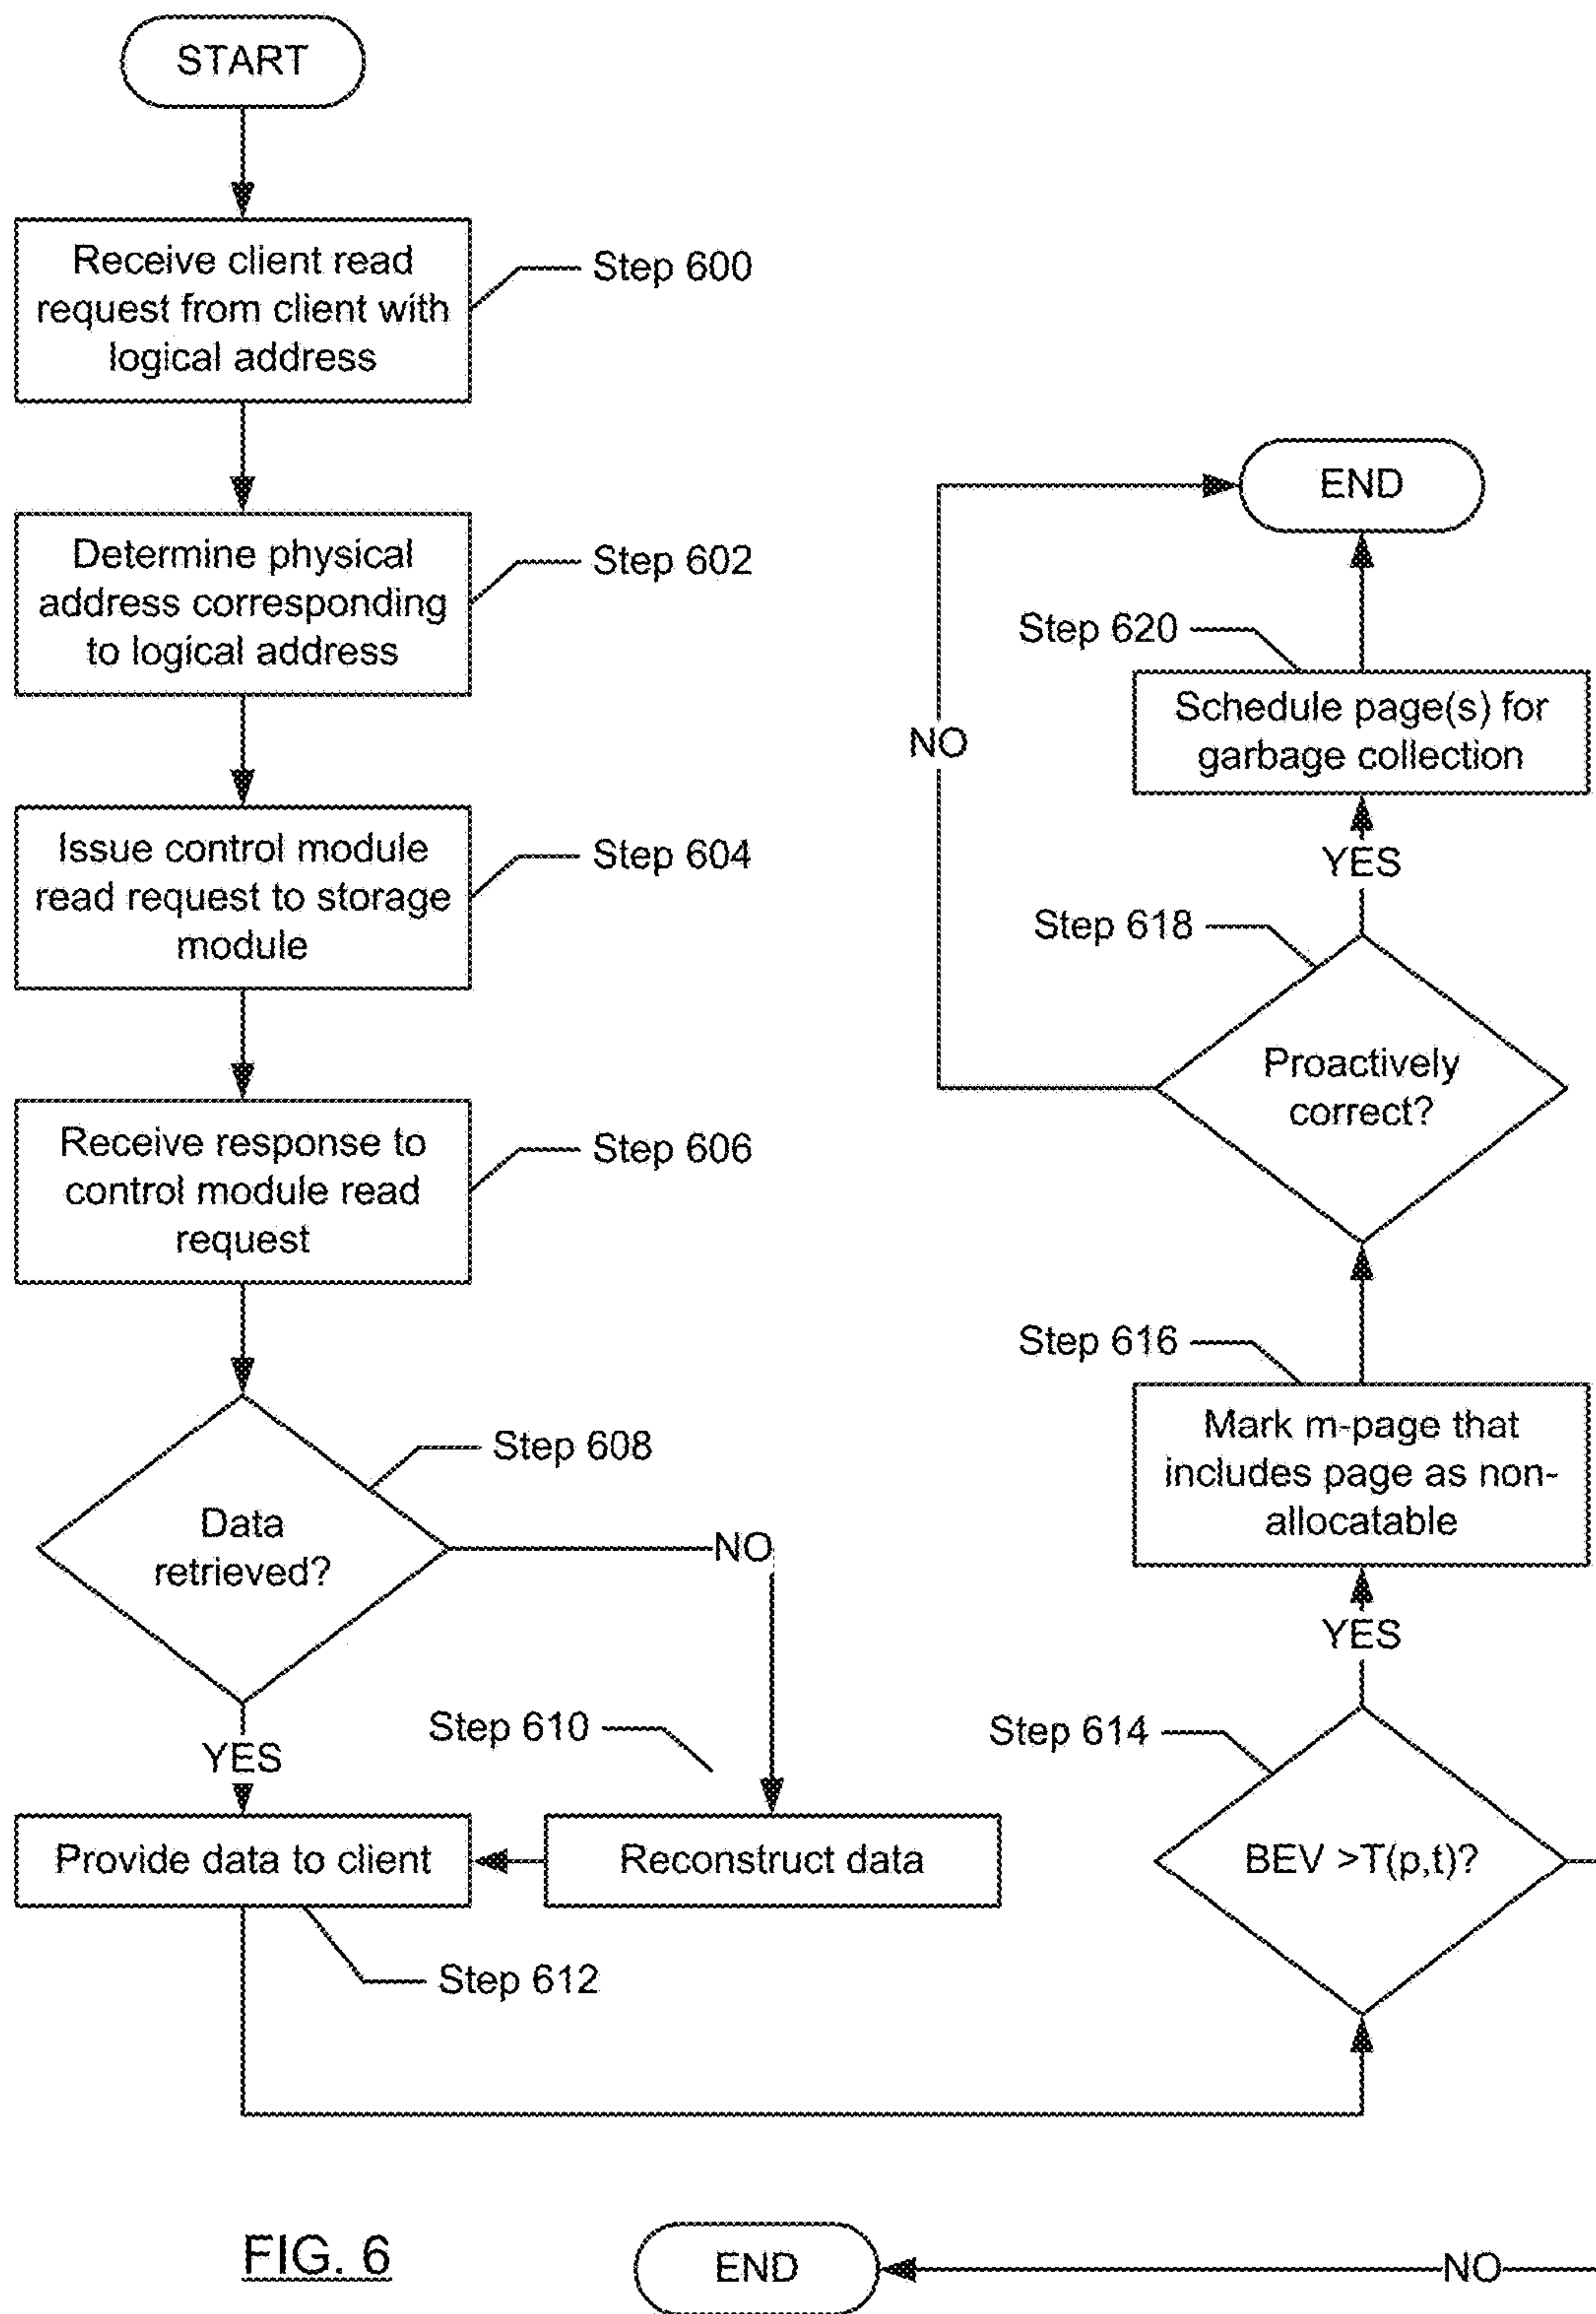 START
Receive client read
request from client with
logical address
Step 600
Determine physical
address corresponding
to logical address
Step 602
Issue control module
read request to storage
module
Step 604
Receive response to
control module read
request
Step 606
Data
retrieved?
Step 608
NO
YES
Step 610
Reconstruct data
Provide data to client
Step 612
BEV >T(p,t)?
Step 614
YES
Mark m-page that
includes page as non-
allocatable
Step 616
Proactively
correct?
Step 618
YES
NO
Schedule page(s) for
garbage collection
Step 620
END
NO
END
FIG. 6